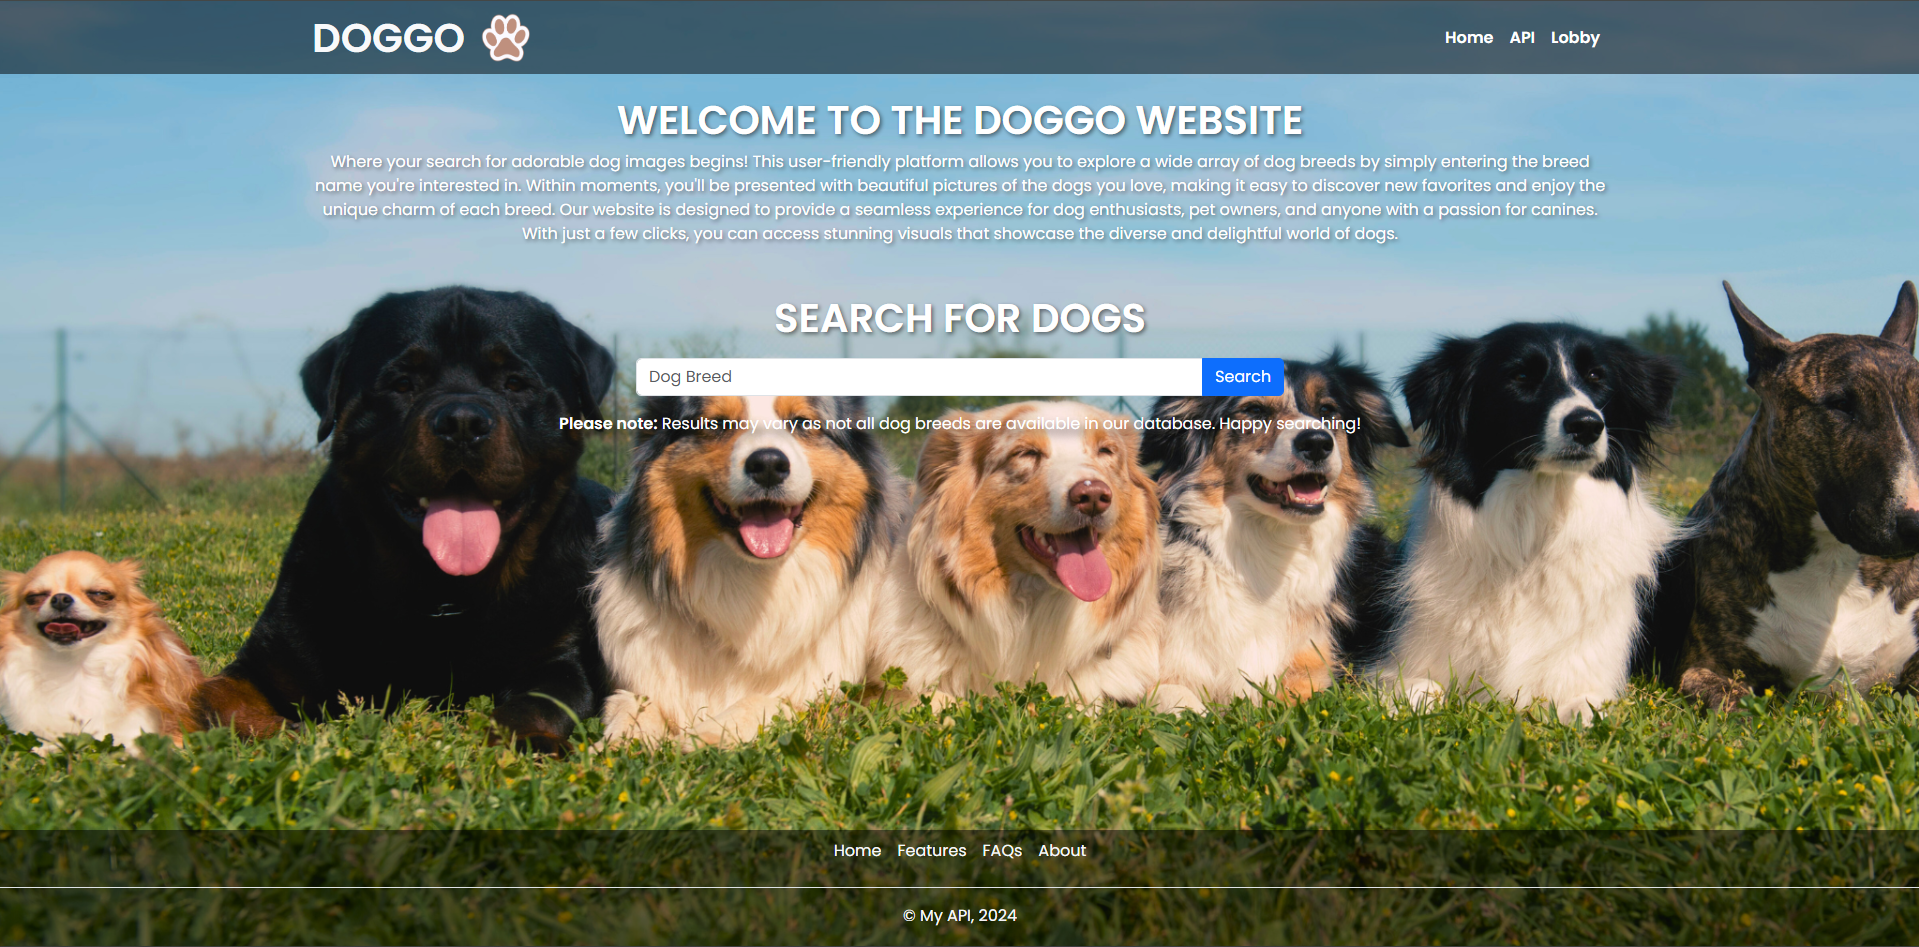 DOGGO
Home API Lobby
WELCOME TO THE DOGGO WEBSITE
Where your search for adorable dog images begins! This user-friendly platform allows you to explore a wide array of dog breeds by simply entering the breed
name you're interested in. Within moments, you'll be presented with beautiful pictures of the dogs you love, making it easy to discover new favorites and enjoy the
unique charm of each breed. Our website is designed to provide a seamless experience for dog enthusiasts, pet owners, and anyone with a passion for canines.
With just a few clicks, you can access stunning visuals that showcase the diverse and delightful world of dogs.
SEARCH FOR DOGS
Dog Breed Search
Please note: Results may vary as not all dog breeds are available in our database. Happy searching!
Home Features FAQs About
© My API, 2024